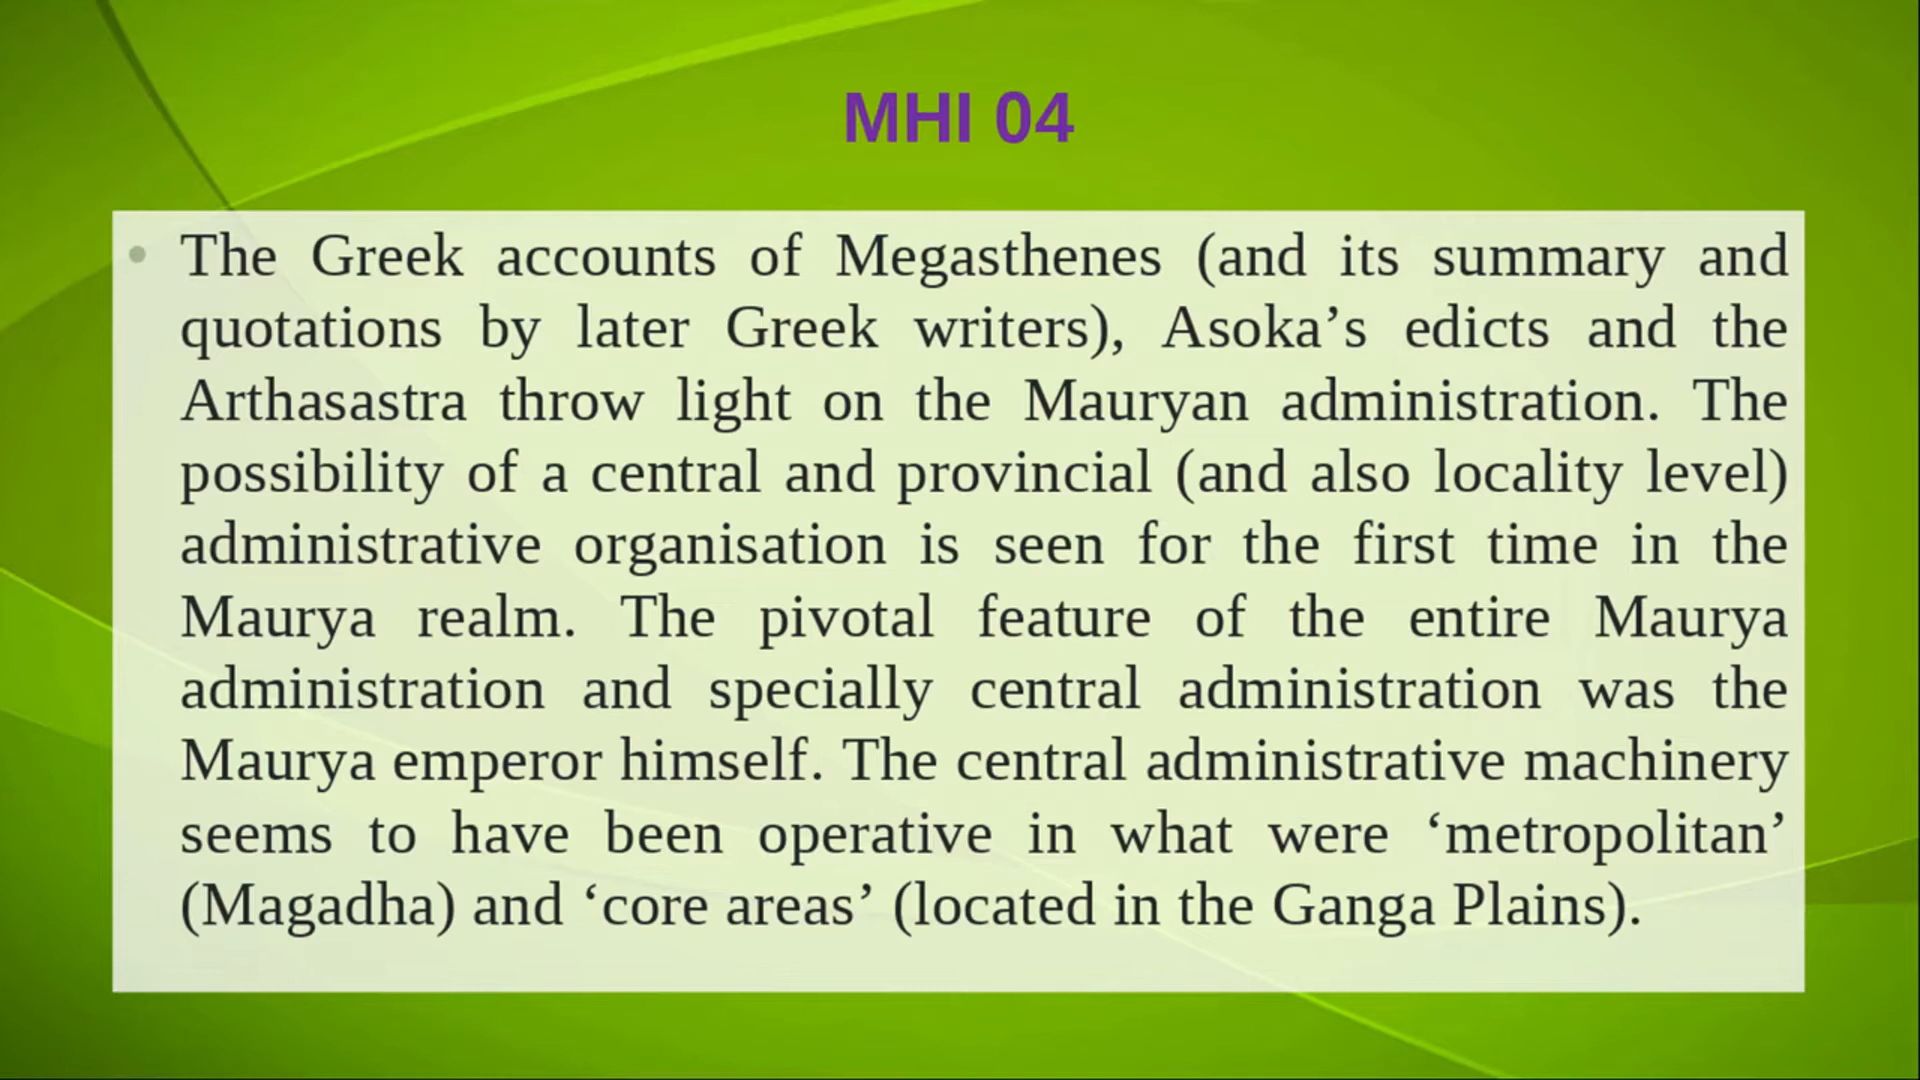 MHI 04
• The Greek accounts of Megasthenes (and its summary and
quotations by later Greek writers), Asoka’s edicts and the
Arthasastra throw light on the Mauryan administration. The
possibility of a central and provincial (and also locality level)
administrative organisation is seen for the first time in the
Maurya realm. The pivotal feature of the entire Maurya
administration and specially central administration was the
Maurya emperor himself. The central administrative machinery
seems to have been operative in what were ‘metropolitan’
(Magadha) and ‘core areas’ (located in the Ganga Plains).